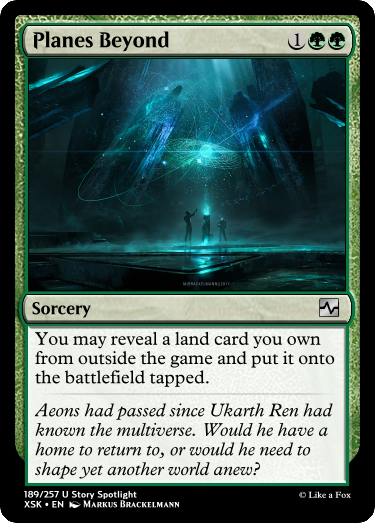 Planes Beyond 1
MBRACKELMANN|2017
Sorcery
You may reveal a land card you own
from outside the game and put it onto
the battlefield tapped.
Aeons had passed since Ukarth Ren had
known the multiverse. Would he have a
home to return to, or would he need to
shape yet another world anew?
189/257 U Story Spotlight
XSK • EN Markus Brackelmann
© Like a Fox